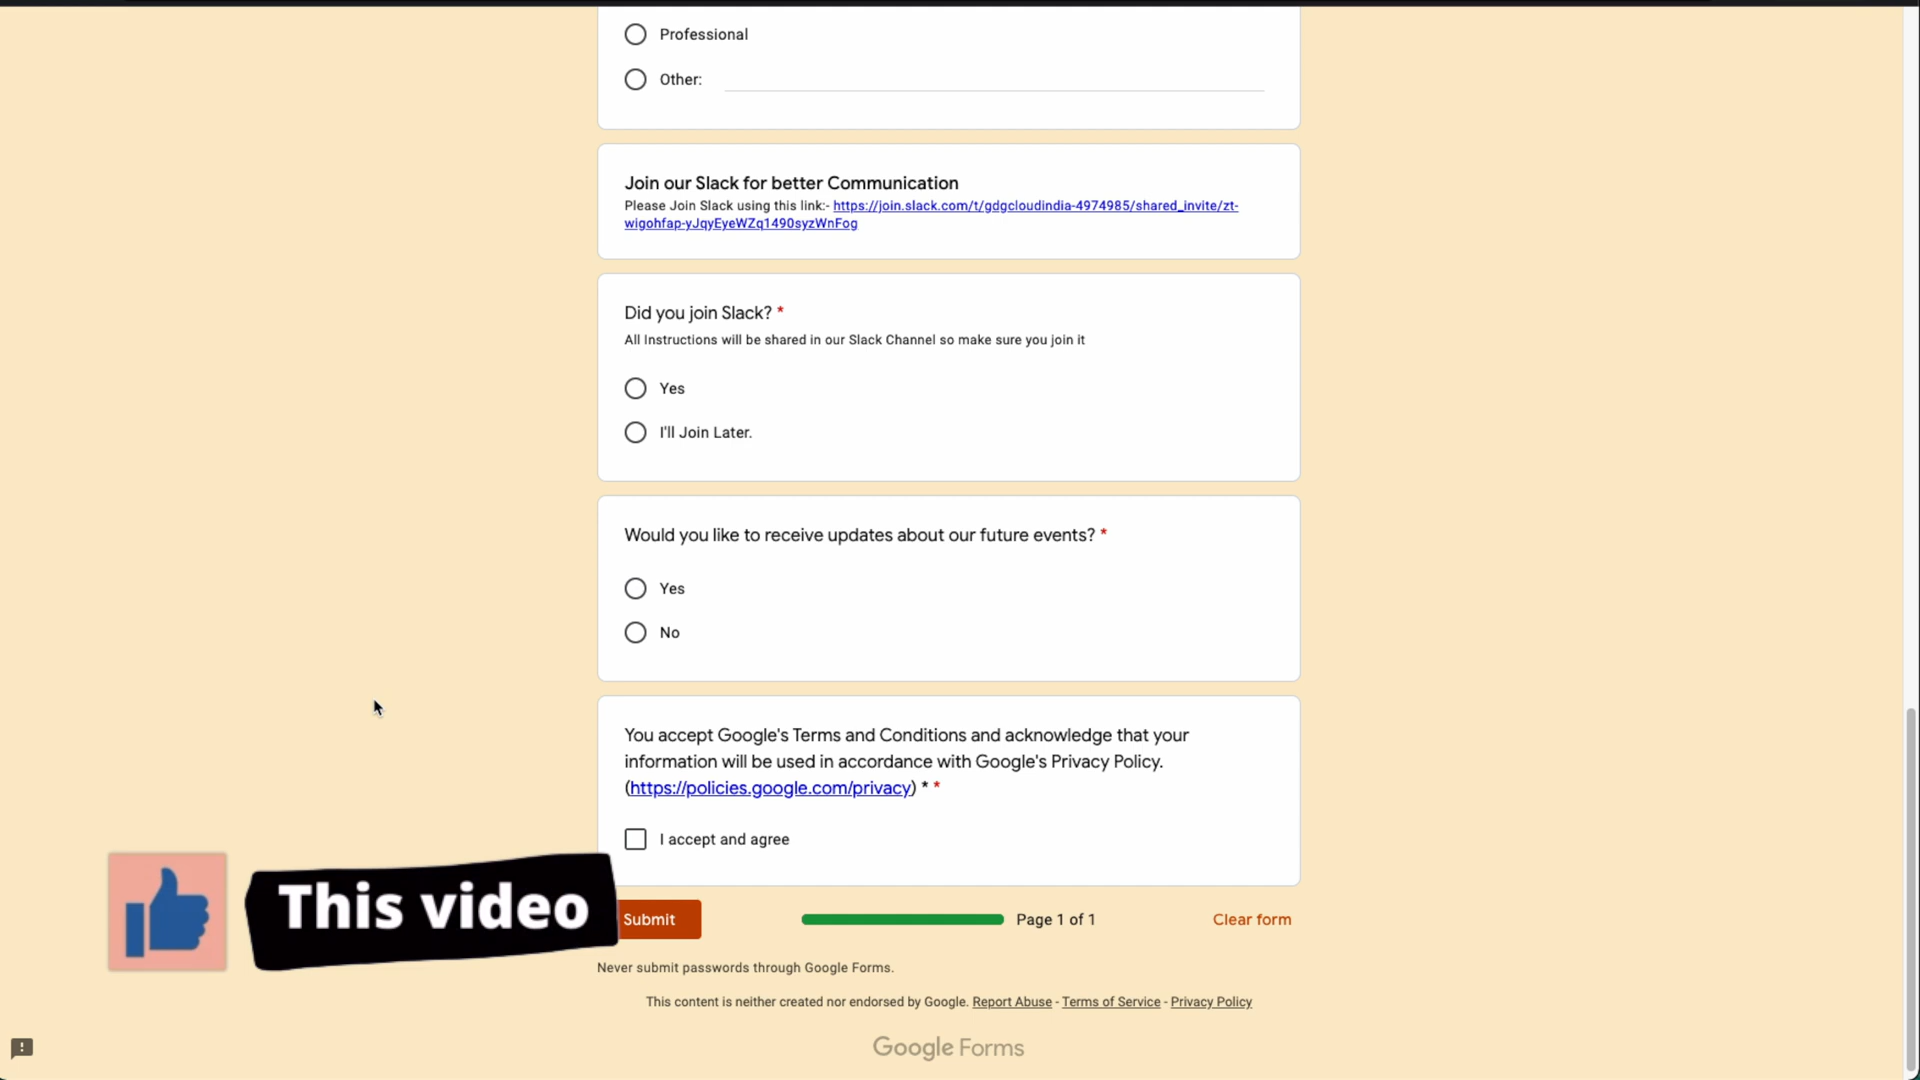 Professional
Other:
Join our Slack for better Communication
Please Join Slack using this link:- https://join.slack.com/t/gdgcloudindia-4974985/shared_invite/zt-
wigohfap-yJqyEyeWZq1490syzWnFog
Did you join Slack? *
All Instructions will be shared in our Slack Channel so make sure you join it
Yes
I'll Join Later.
Would you like to receive updates about our future events? *
Yes
No
You accept Google's Terms and Conditions and acknowledge that your
information will be used in accordance with Google's Privacy Policy.
(https://policies.google.com/privacy) * *
I accept and agree
This video
Submit
Page 1 of 1
Clear form
Never submit passwords through Google Forms.
This content is neither created nor endorsed by Google. Report Abuse - Terms of Service - Privacy Policy
Google Forms